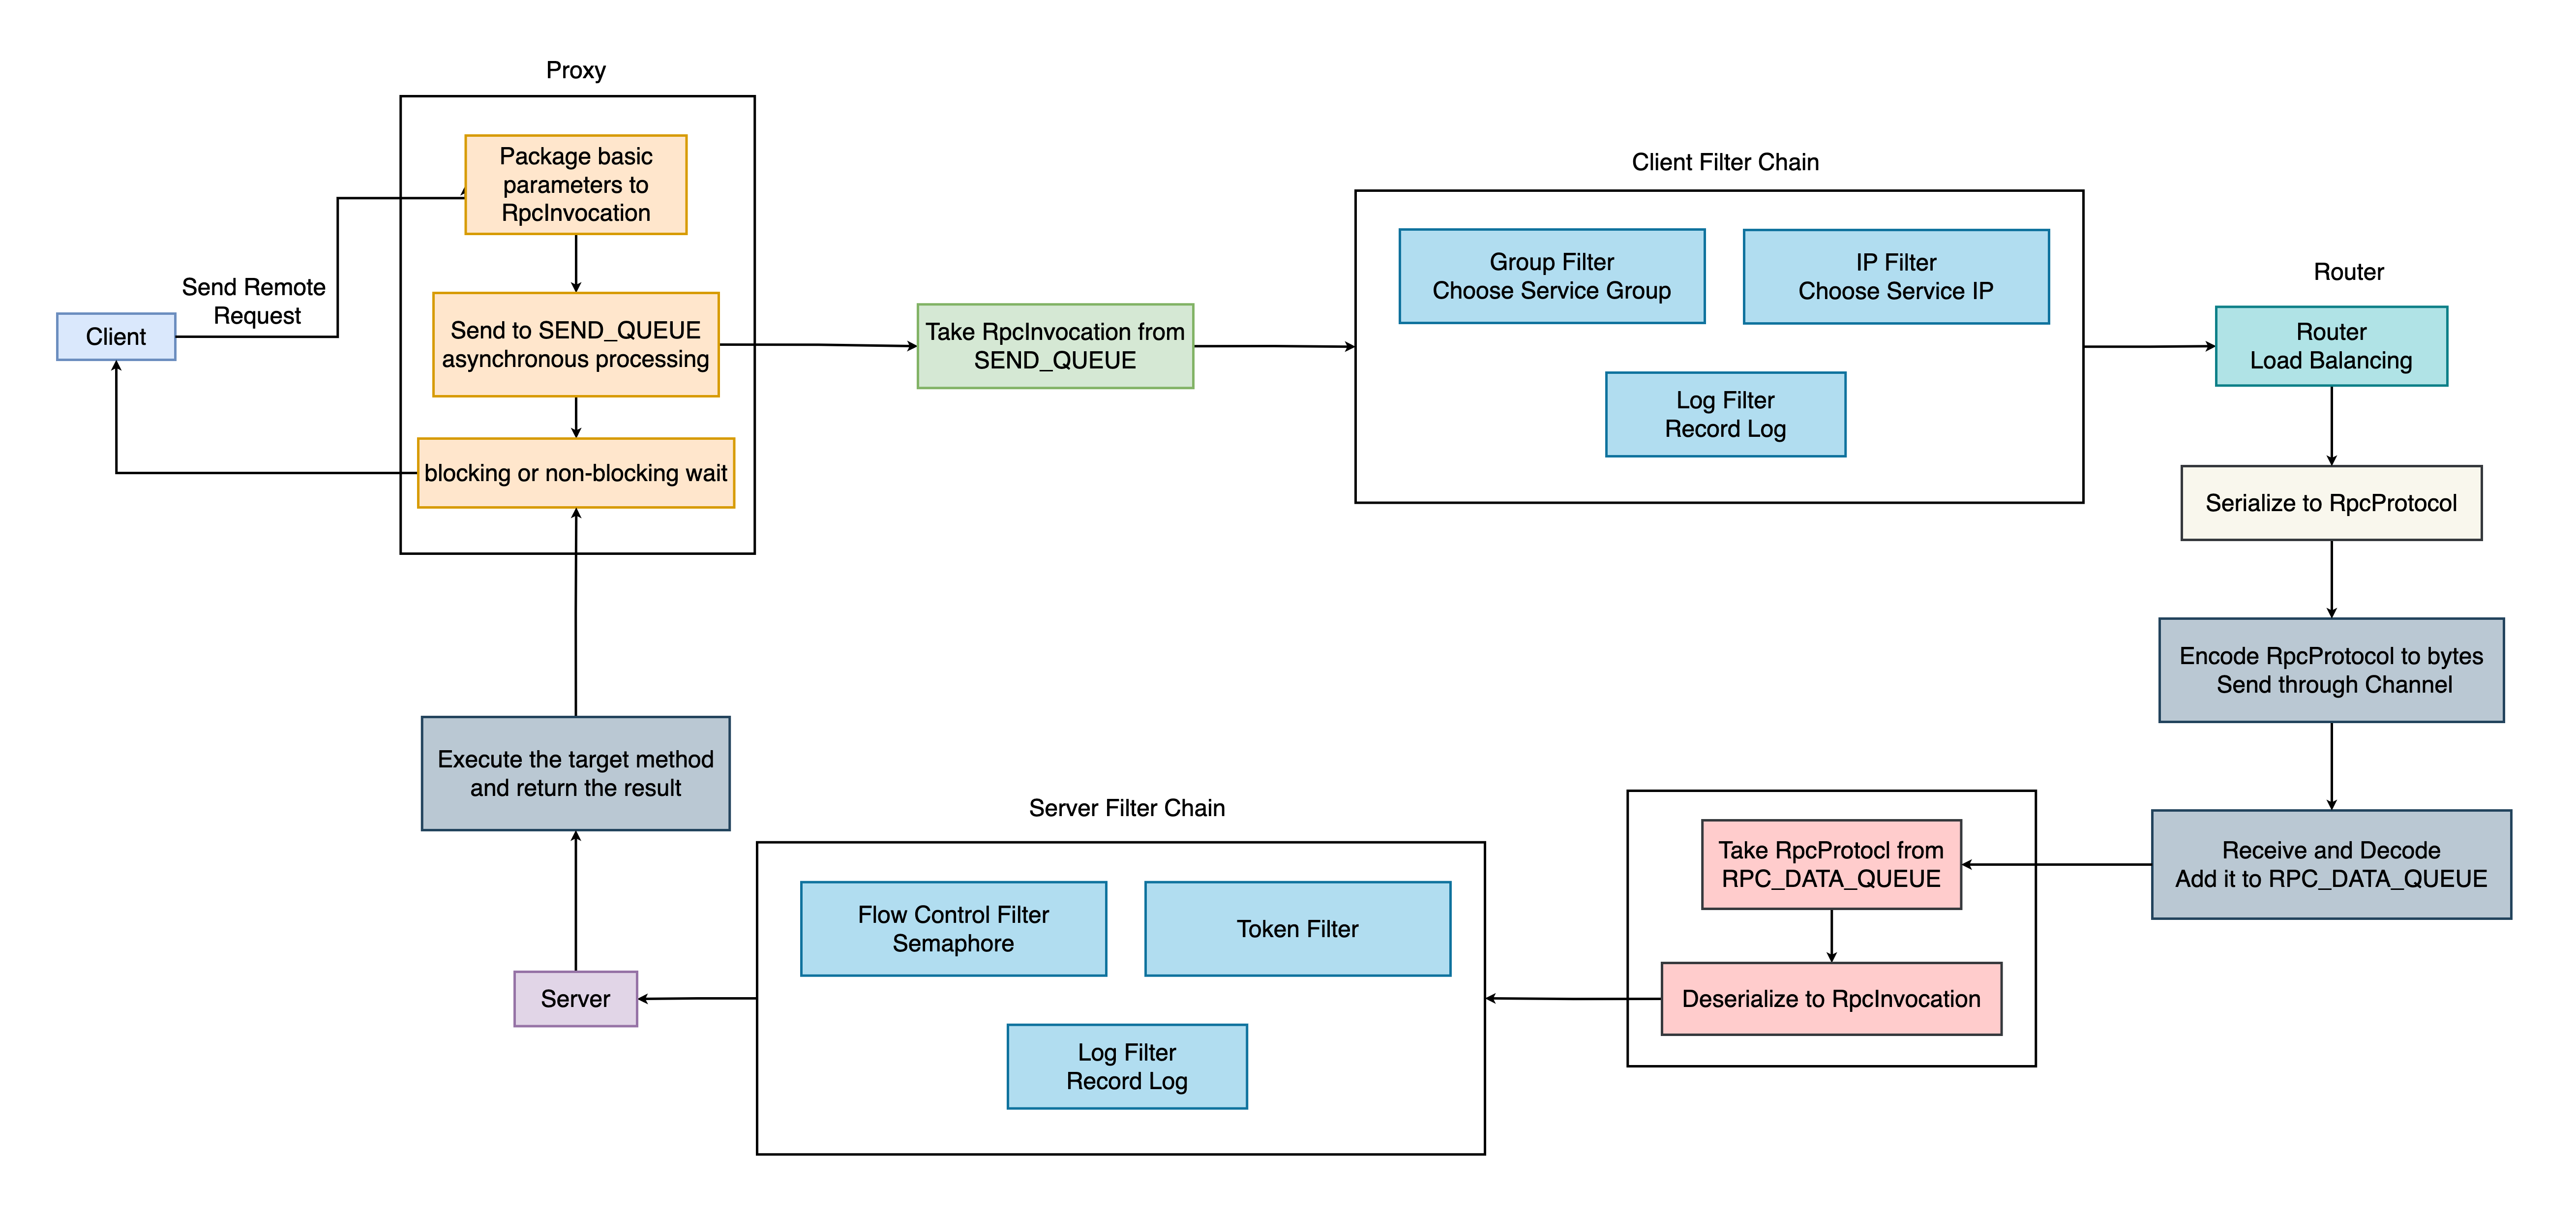 Proxy
Package basic
parameters to
RpcInvocation
Send Remote
Request
Client
Send to SEND_QUEUE
asynchronous processing
blocking or non-blocking wait
Take RpcInvocation from
SEND_QUEUE
Client Filter Chain
Group Filter
Choose Service Group
IP Filter
Choose Service IP
Log Filter
Record Log
Router
Router
Load Balancing
Serialize to RpcProtocol
Encode RpcProtocol to bytes
Send through Channel
Receive and Decode
Add it to RPC_DATA_QUEUE
Take RpcProtocl from
RPC_DATA_QUEUE
Deserialize to RpcInvocation
Server Filter Chain
Flow Control Filter
Semaphore
Token Filter
Log Filter
Record Log
Server
Execute the target method
and return the result